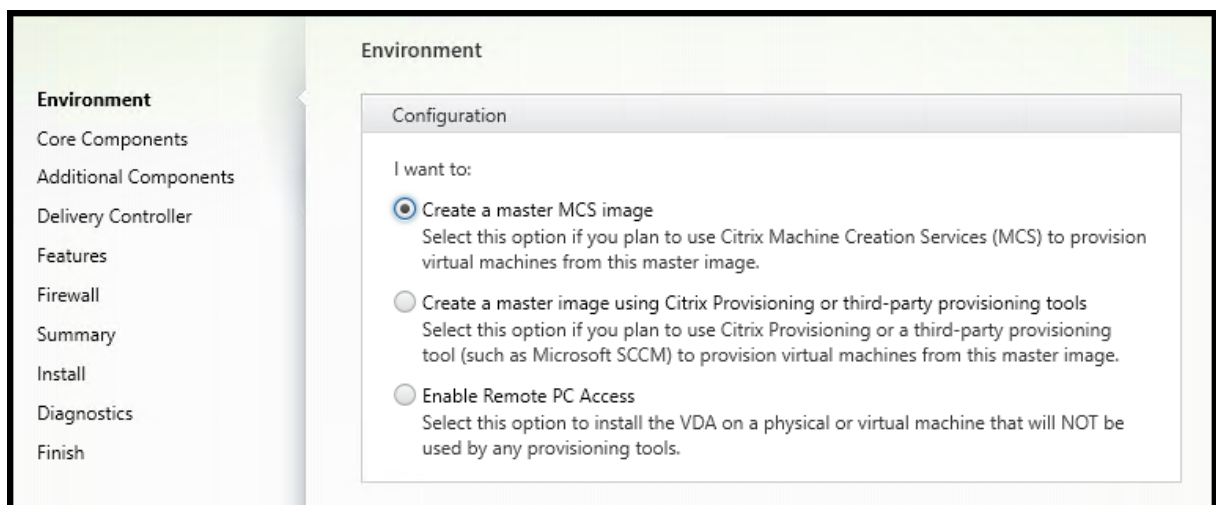 Environment
Core Components
Additional Components
Delivery Controller
Features
Firewall
Summary
Install
Diagnostics
Finish
Environment
Configuration
I want to:
Create a master MCS image
Select this option if you plan to use Citrix Machine Creation Services (MCS) to provision
virtual machines from this master image.
Create a master image using Citrix Provisioning or third-party provisioning tools
Select this option if you plan to use Citrix Provisioning or a third-party provisioning
tool (such as Microsoft SCCM) to provision virtual machines from this master image.
Enable Remote PC Access
Select this option to install the VDA on a physical or virtual machine that will NOT be
used by any provisioning tools.